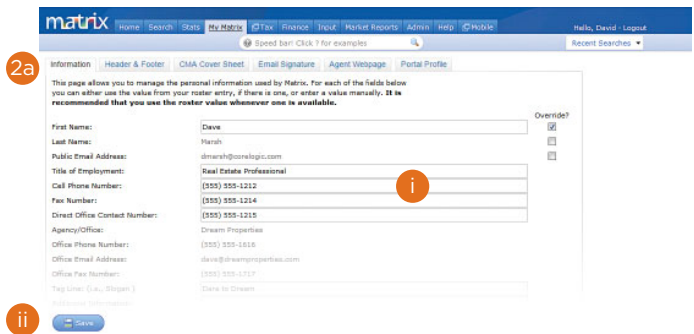 matrix Home Search Stats My Matrix Tax Finance Input Market Reports Admin Help Mobile Hello, David - Logout
Speed bar! Click ? for examples Recent Searches
2a Information Header & Footer CMA Cover Sheet Email Signature Agent Webpage Portal Profile
This page allows you to manage the personal information used by Matrix. For each of the fields below
you can either use the value from your roster entry, if there is one, or enter a value manually. It is
recommended that you use the roster value whenever one is available.
Override?
First Name: Dave
Last Name: Marsh
Public Email Address: dmarsh@corelogic.com
Title of Employment: Real Estate Professional
Cell Phone Number: (555) 555-1212 i
Fax Number: (555) 555-1214
Direct Office Contact Number: (555) 555-1215
Agency/Office: Dream Properties
Office Phone Number: (555) 555-1616
Office Email Address: dave@dreamproperties.com
Office Fax Number: (555) 555-1717
Tag Line: (i.e., Slogan ) Dare to Dream
ii Save